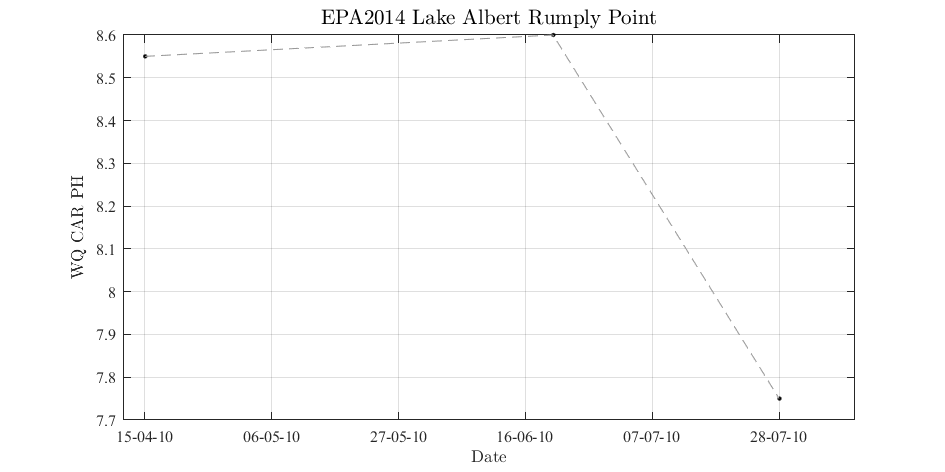 EPA2014 Lake Albert Rumply Point
8.6
8.5
8.4
8.3
8.2
8.1
8
7.9
7.8
7.7
WQ CAR PH
15-04-10 06-05-10 27-05-10 16-06-10 07-07-10 28-07-10
Date